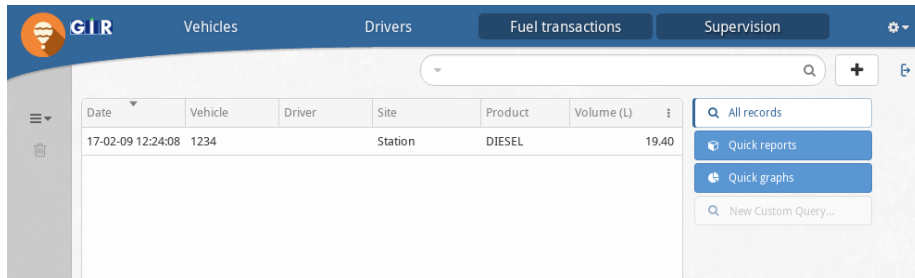 GIR Vehicles Drivers Fuel transactions Supervision
Date Vehicle Driver Site Product Volume (L)
17-02-09 12:24:08 1234 Station DIESEL 19.40
All records
Quick reports
Quick graphs
New Custom Query...